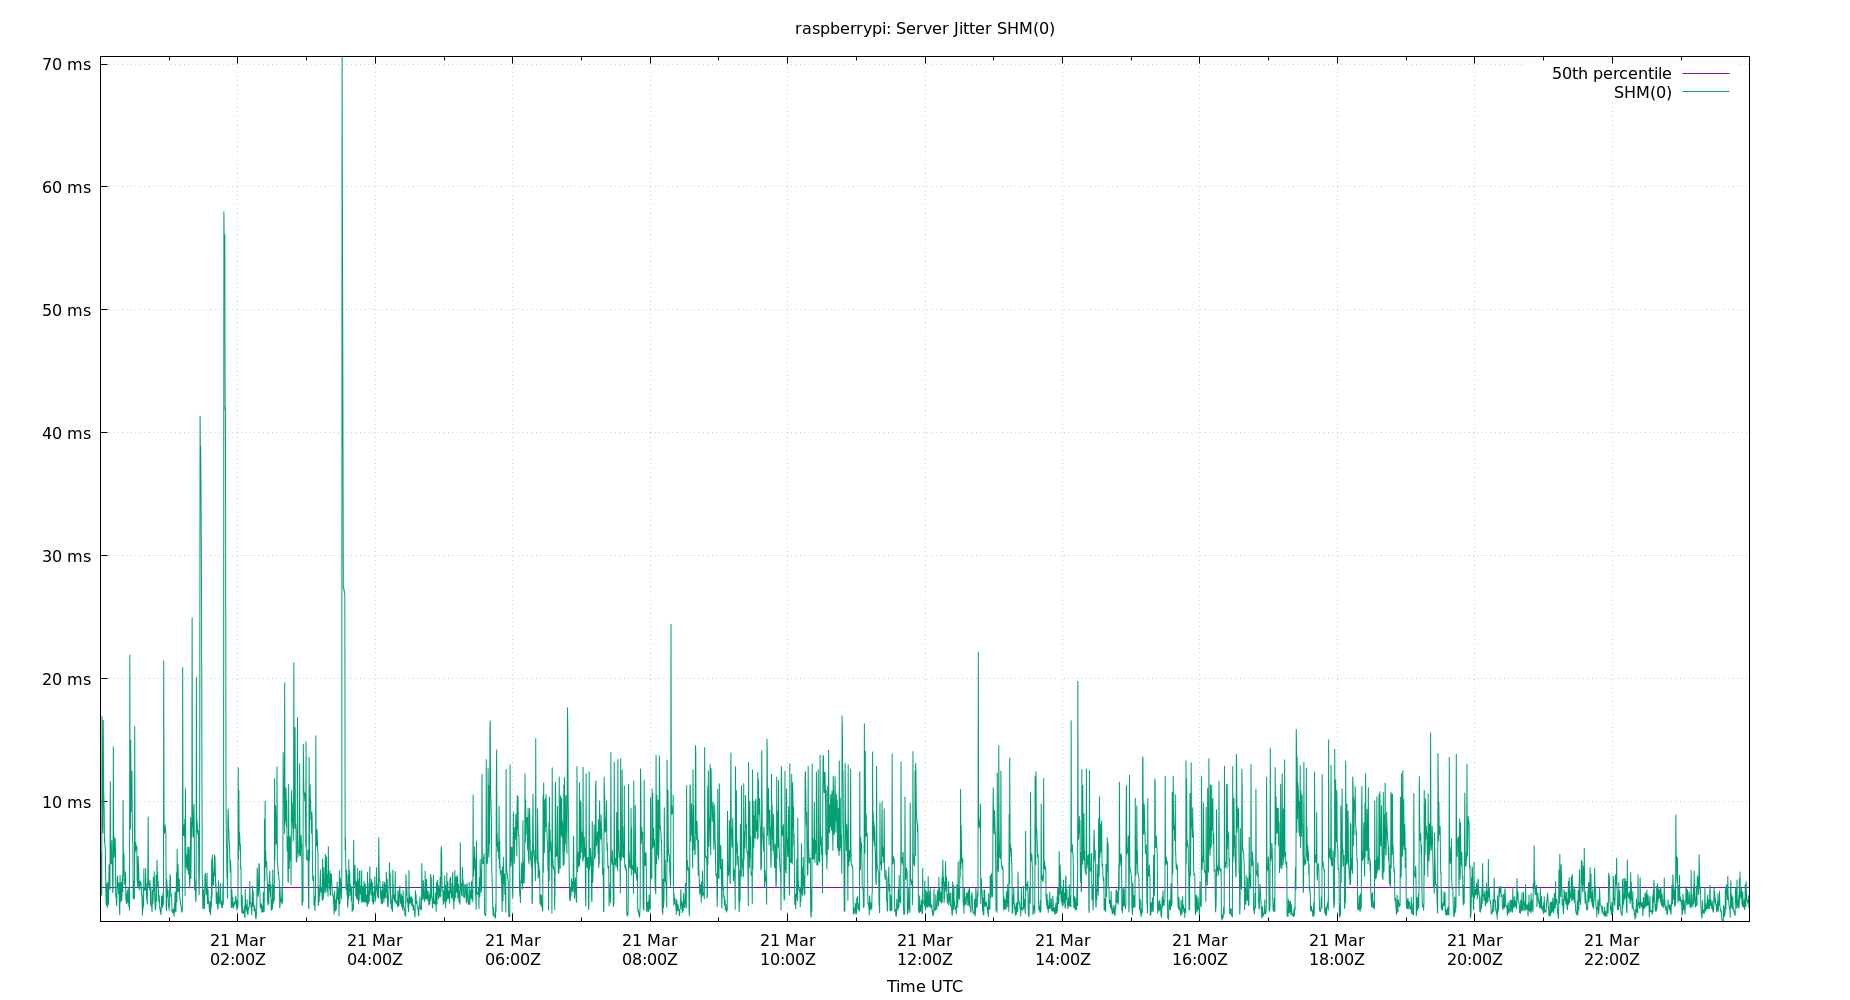 raspberrypi: Server Jitter SHM(0)
70 ms
60 ms
50 ms
40 ms
30 ms
20 ms
10 ms
50th percentile
SHM(0)
21 Mar 21 Mar 21 Mar 21 Mar 21 Mar 21 Mar 21 Mar 21 Mar 21 Mar 21 Mar 21 Mar
02:00Z 04:00Z 06:00Z 08:00Z 10:00Z 12:00Z 14:00Z 16:00Z 18:00Z 20:00Z 22:00Z
Time UTC